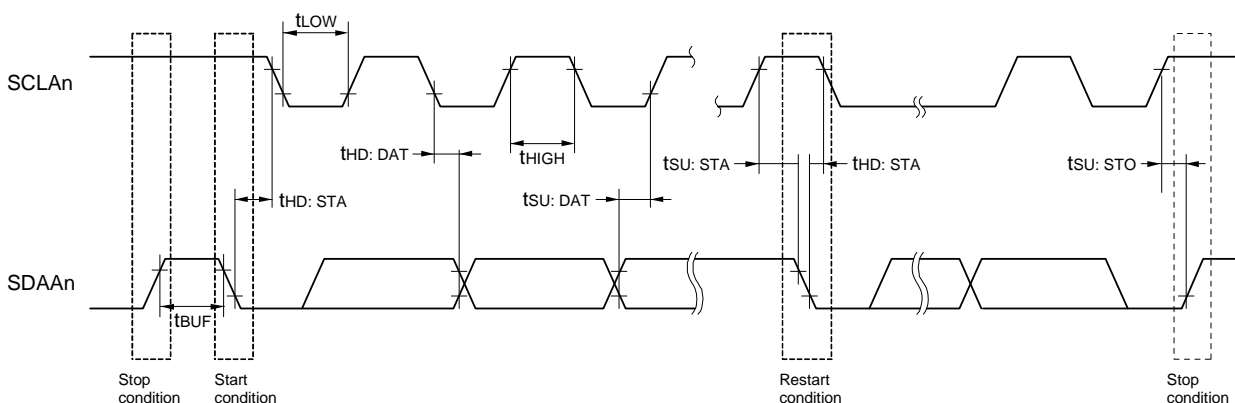 tLOW
SCLAn
tHD: DAT
tHIGH
tSU: STA
tHD: STA
tSU: STO
tHD: STA
tSU: DAT
SDAAn
tBUF
Stop
condition
Start
condition
Restart
condition
Stop
condition